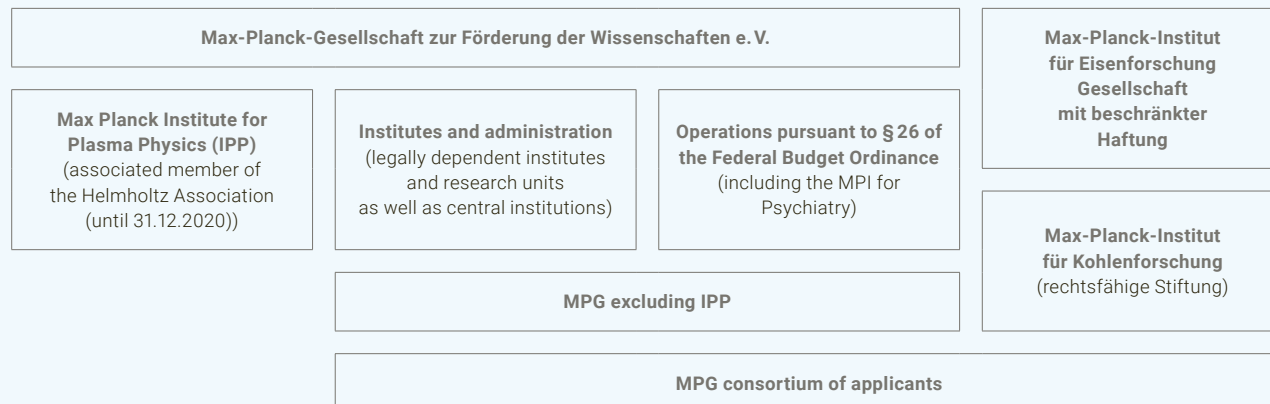 Max-Planck-Gesellschaft zur Förderung der Wissenschaften e. V.
Max-Planck-Institut
für Eisenforschung
Gesellschaft
mit beschränkter
Haftung
Max Planck Institute for
Plasma Physics (IPP)
(associated member of
the Helmholtz Association
(until 31.12.2020))
Institutes and administration
(legally dependent institutes
and research units
as well as central institutions)
Operations pursuant to § 26 of
the Federal Budget Ordinance
(including the MPI for
Psychiatry)
Max-Planck-Institut
für Kohlenforschung
(rechtsfähige Stiftung)
MPG excluding IPP
MPG consortium of applicants